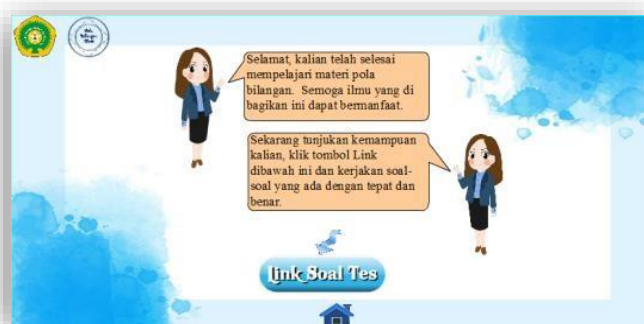 Selamat, kalian telah selesai
mempelajari materi pola
bilangan. Semoga ilmu yang di
bagikan ini dapat bermanfaat.
Sekarang tunjukan kemampuan
kalian, klik tombol Link
dibawah ini dan kerjakan soal-
soal yang ada dengan tepat dan
benar.
Link Soal Tes